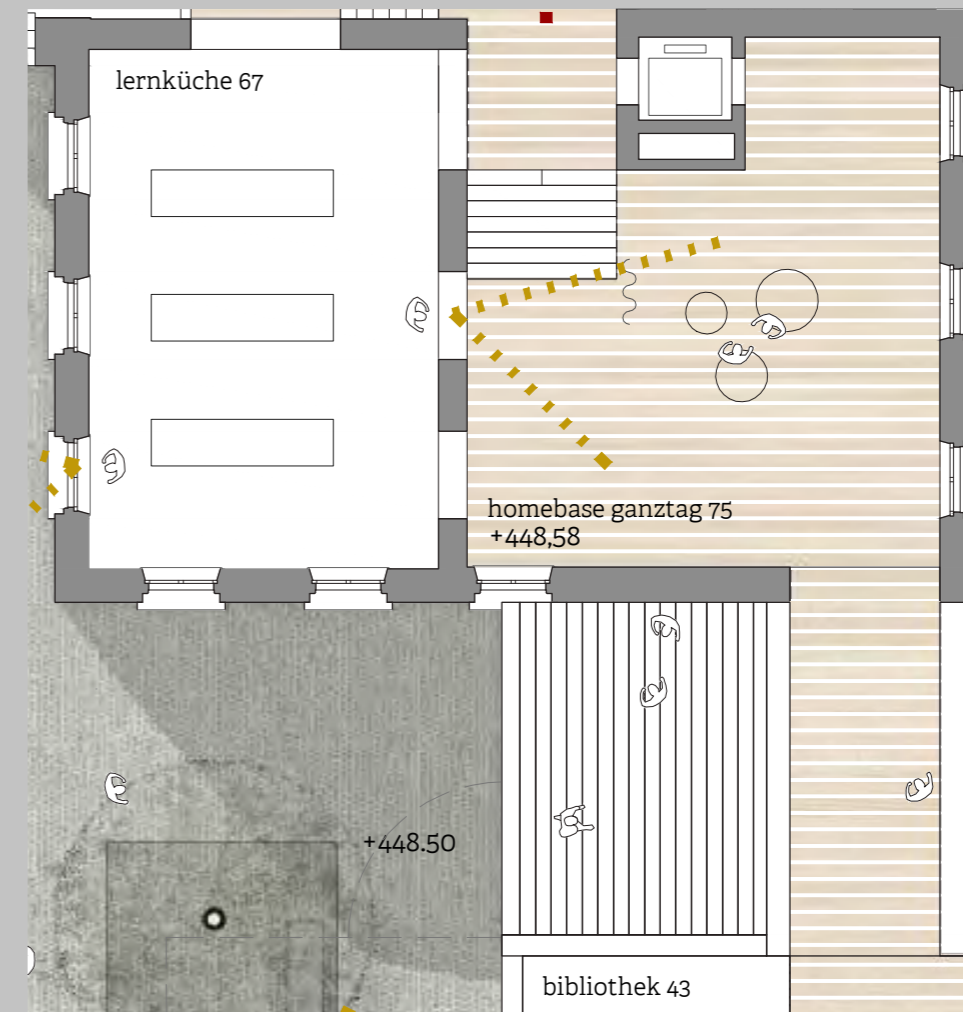 lernküche 67
homebase ganztag 75
+448,58
+448.50
bibliothek 43